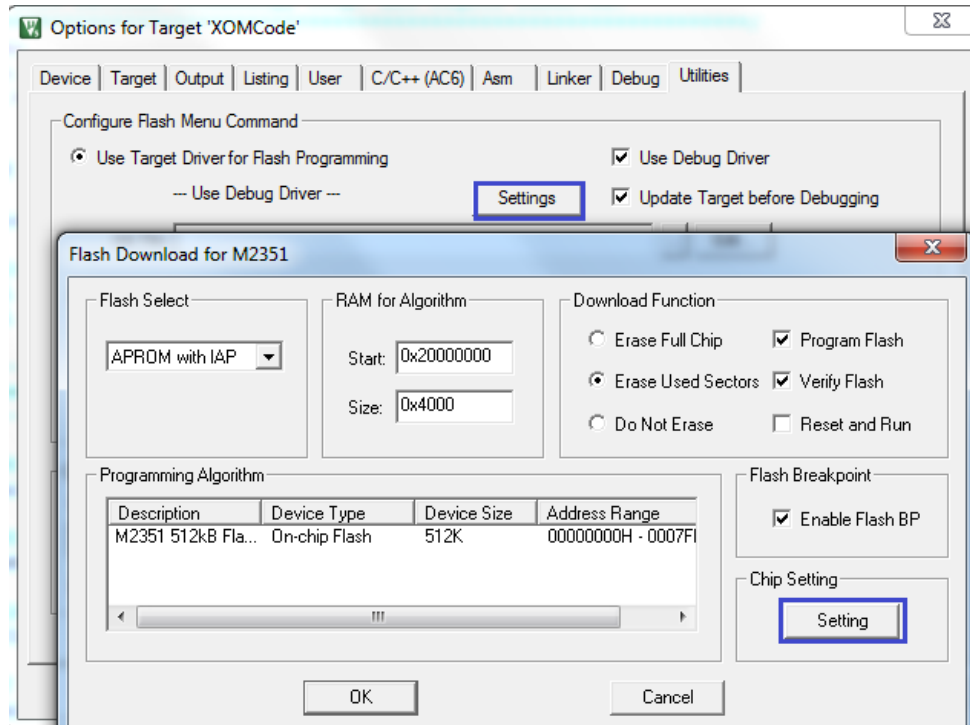 Options for Target 'XOMCode'
Device Target Output Listing User C/C++ (AC6) Asm Linker Debug Utilities
Configure Flash Menu Command
Use Target Driver for Flash Programming Use Debug Driver
--- Use Debug Driver --- Settings Update Target before Debugging
Flash Download for M2351
Flash Select RAM for Algorithm Download Function
APROM with IAP Start: 0x20000000 Erase Full Chip Program Flash
Erase Used Sectors Verify Flash
Size: 0x4000 Do Not Erase Reset and Run
Programming Algorithm Flash Breakpoint
Description Device Type Device Size Address Range Enable Flash BP
M2351 512kB Fla... On-chip Flash 512K 00000000H - 0007F
Chip Setting
Setting
OK Cancel